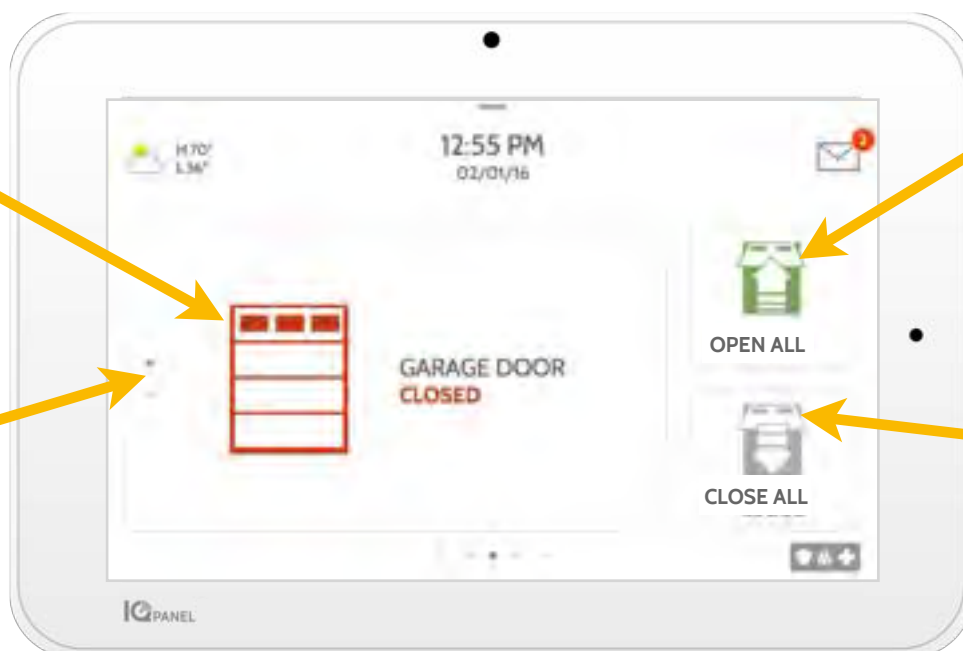 H 70°
12:55 PM
L 36°
02/01/16
2
OPEN ALL
GARAGE DOOR
CLOSED
CLOSE ALL
IQ PANEL